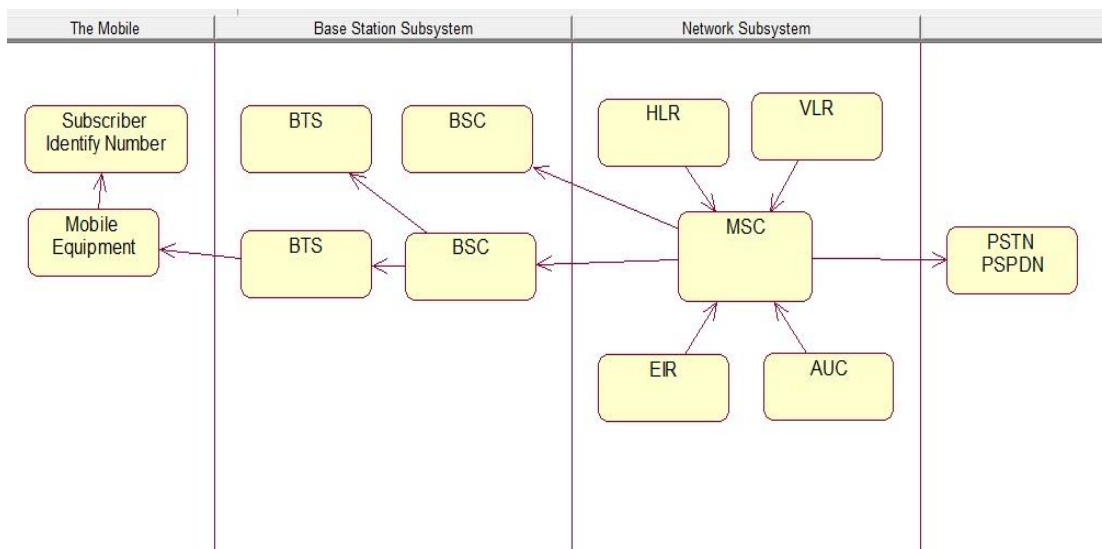 The Mobile
Base Station Subsystem
Network Subsystem
Subscriber
Identify Number
BTS
BSC
HLR
VLR
Mobile
Equipment
BTS
BSC
MSC
PSTN
PSPDN
EIR
AUC